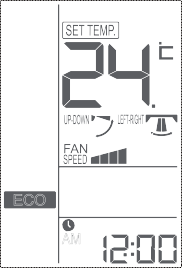 SET TEMP.
24.
°C
UP-DOWN LEFT-RIGHT
FAN
SPEED
ECO
AM
12:00